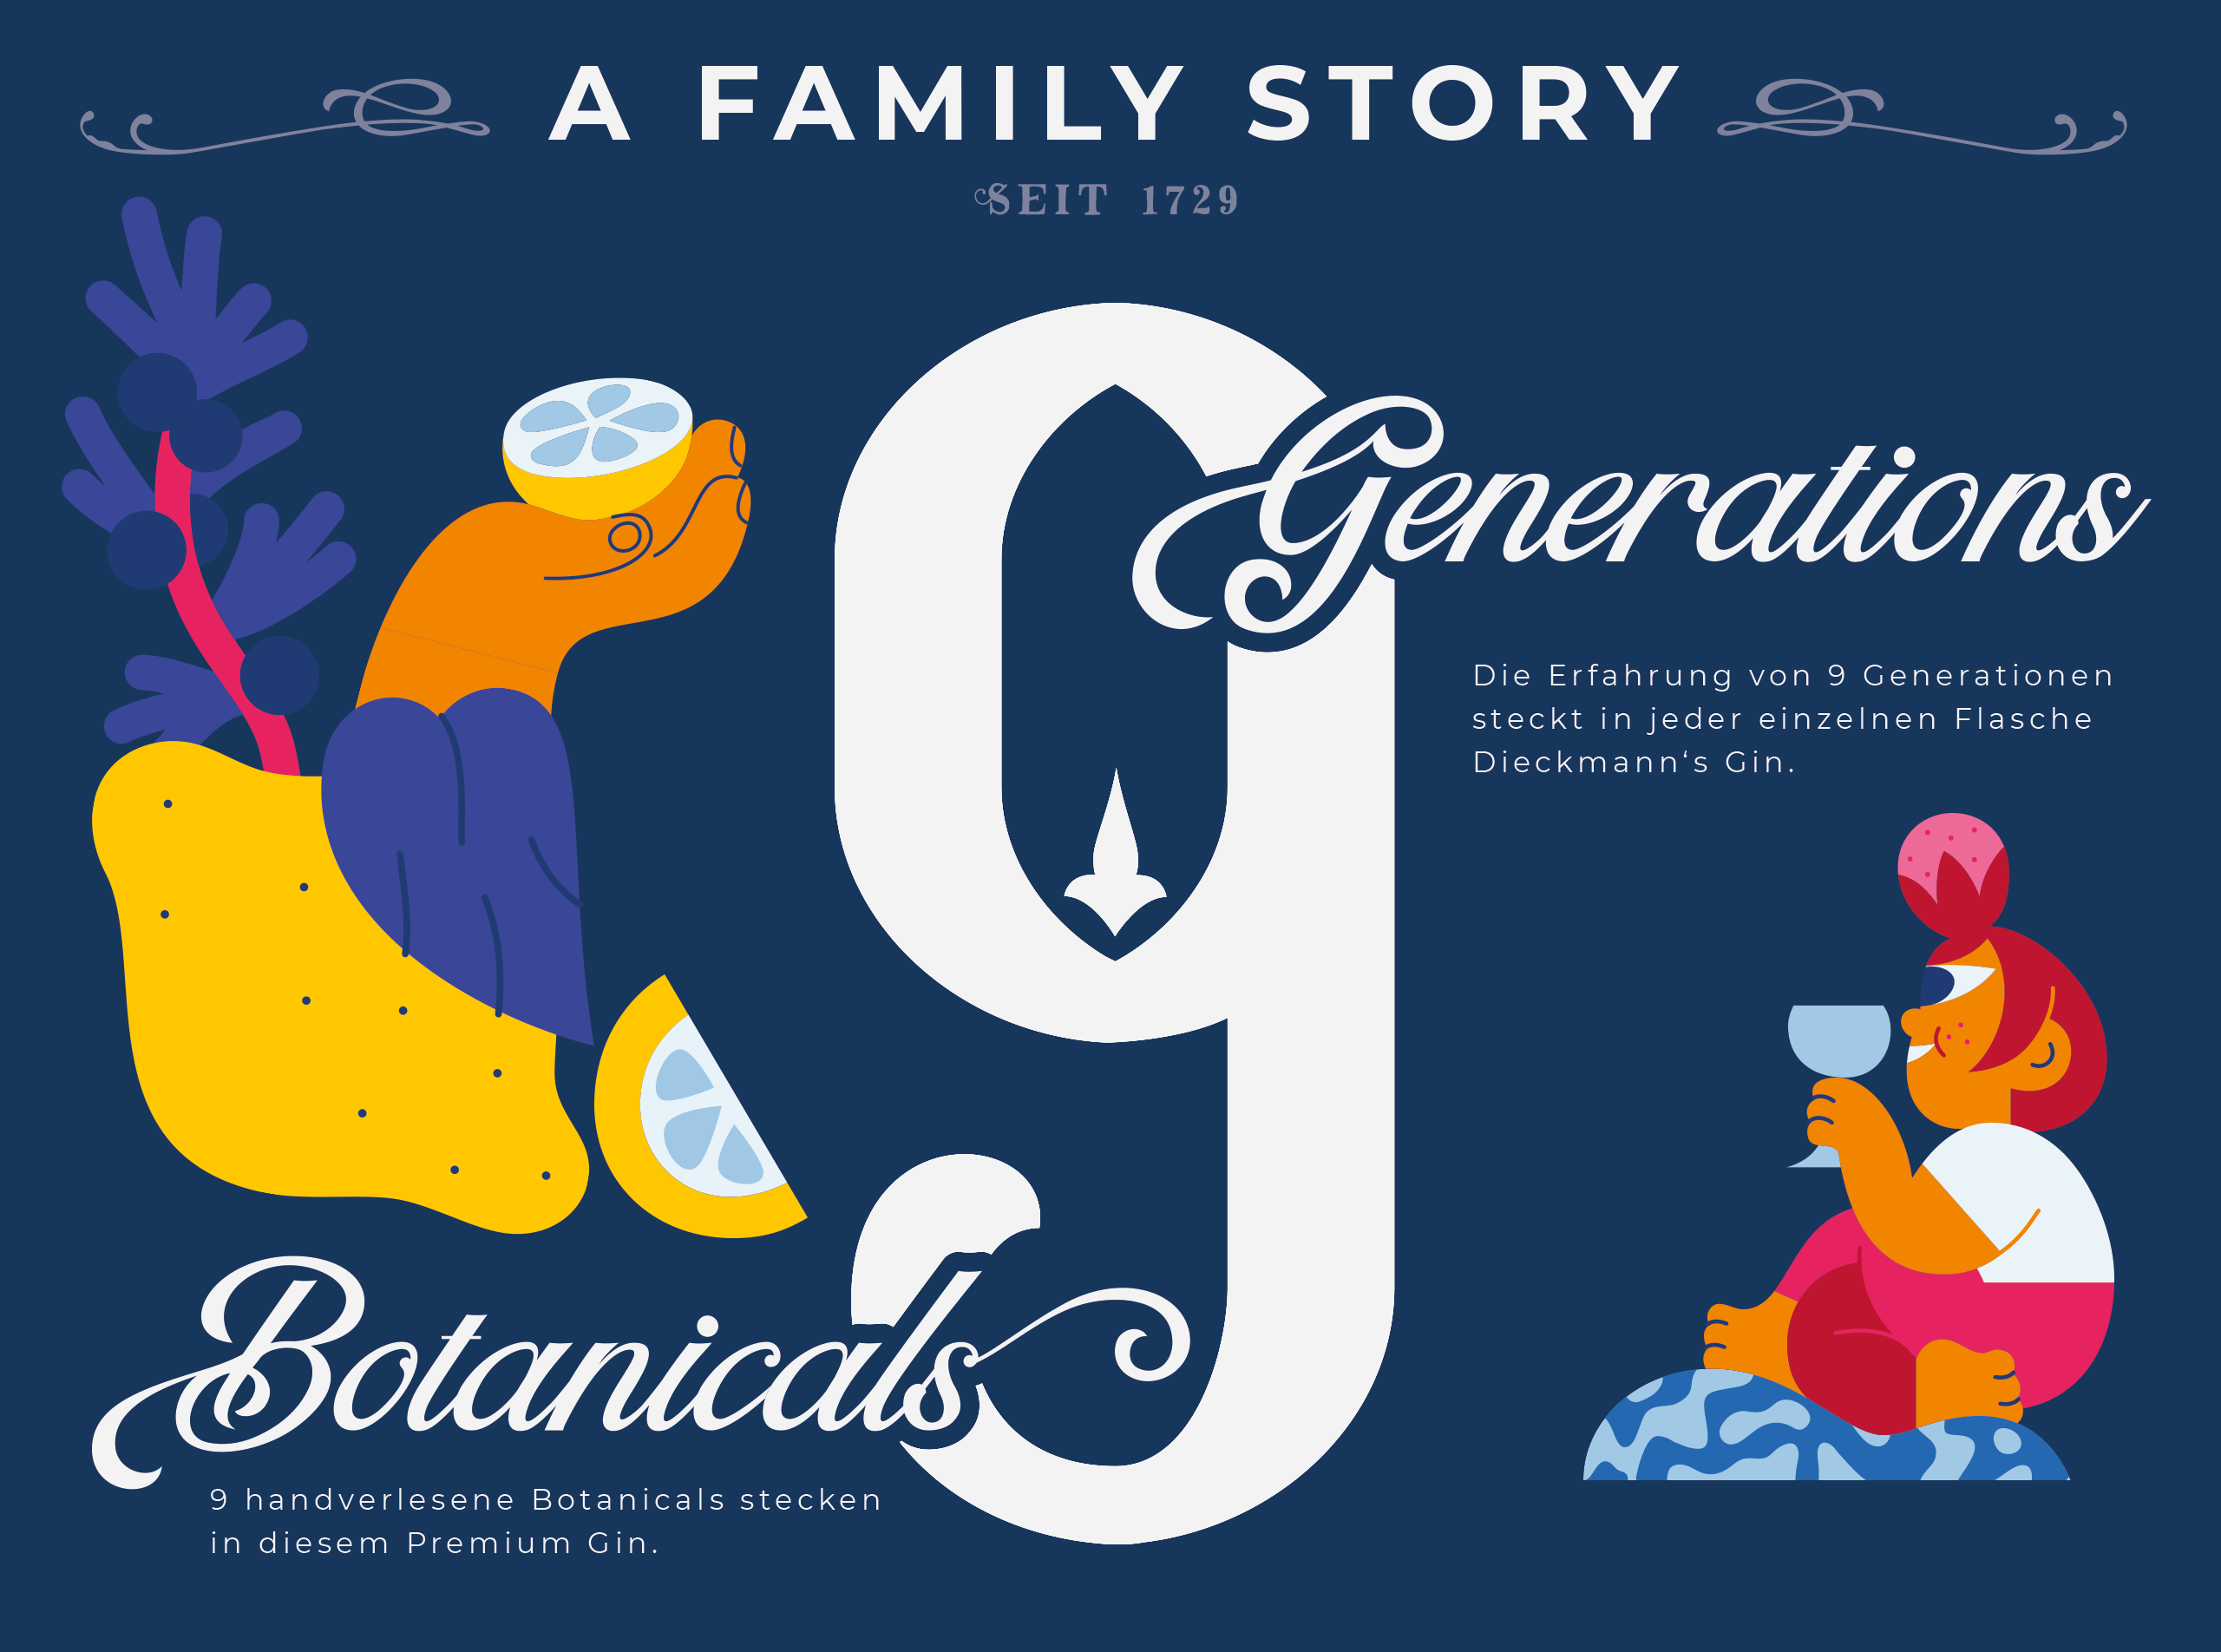 A FAMILY STORY
SEIT 1729
9
Generations
Die Erfahrung von 9 Generationen
steckt in jeder einzelnen Flasche
Dieckmann‘s Gin.
Botanicals
9 handverlesene Botanicals stecken
in diesem Premium Gin.